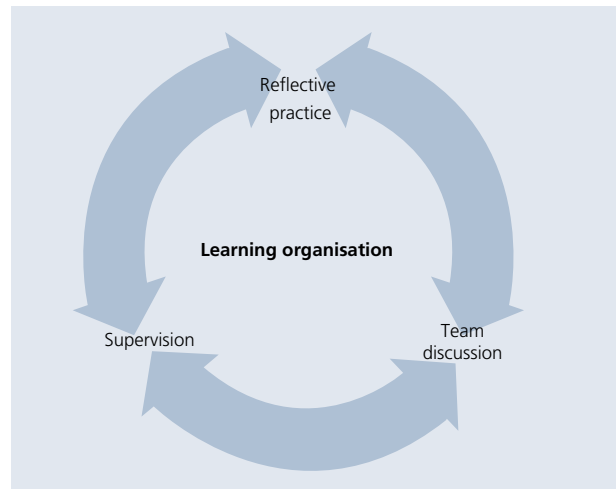 Reflective
practice
Learning organisation
Supervision
Team
discussion